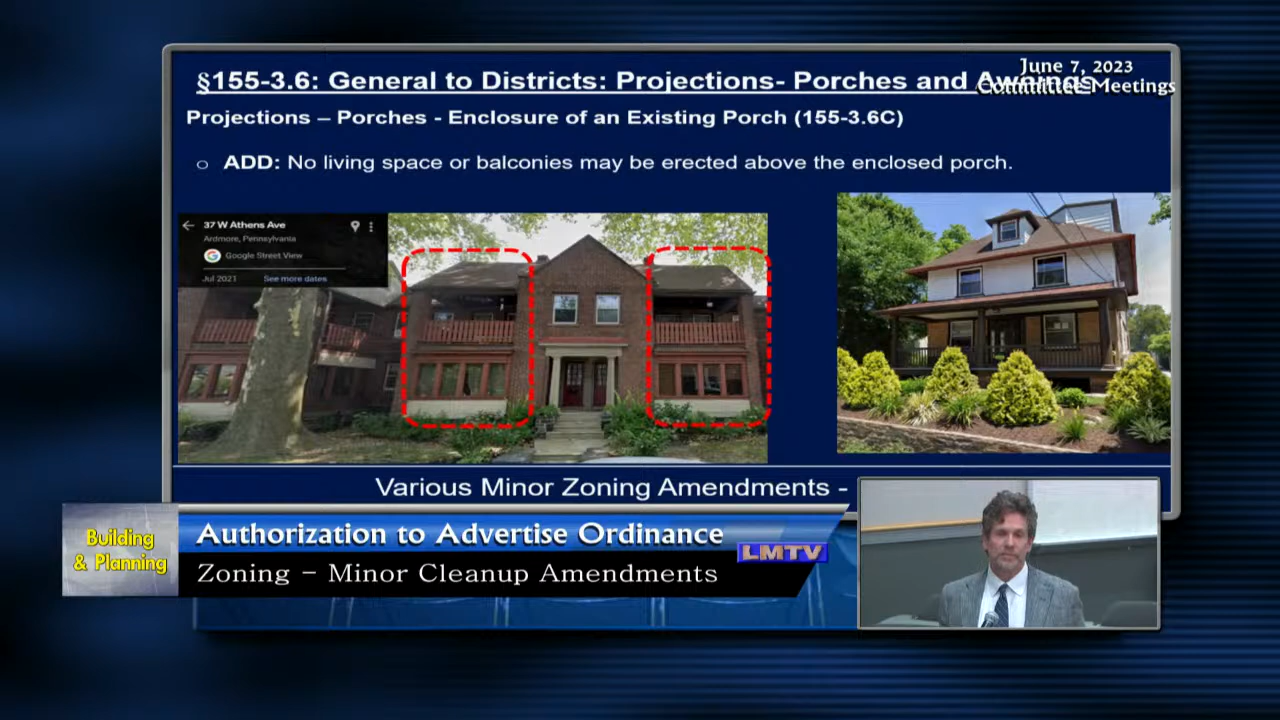 §155-3.6: General to Districts: Projections- Porches and Awnings
June 7, 2023
Committee Meetings
Projections – Porches - Enclosure of an Existing Porch (155-3.6C)
o ADD: No living space or balconies may be erected above the enclosed porch.
37 W Athens Ave
Ardmore, Pennsylvania
Google Street View
Jul 2021 See more dates
Various Minor Zoning Amendments -
Building
& Planning
Authorization to Advertise Ordinance
LMTV
Zoning – Minor Cleanup Amendments